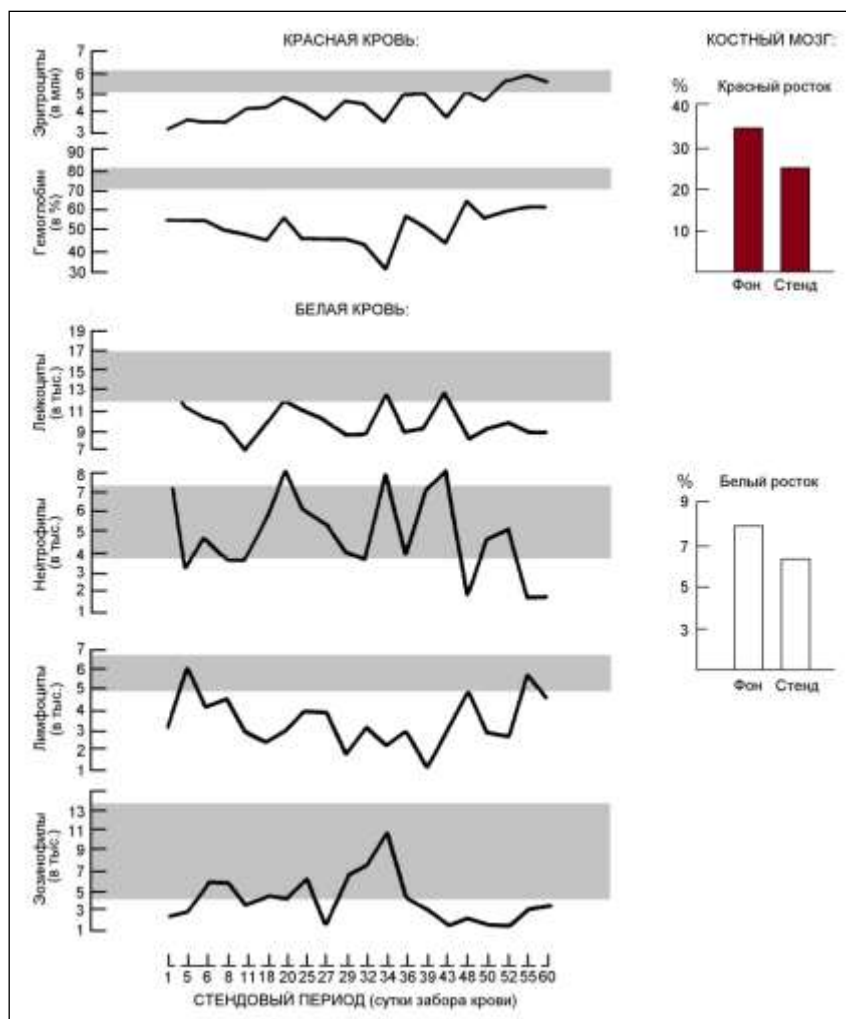 КРАСНАЯ КРОВЬ:
КОСТНЫЙ МОЗГ:
Эритроциты
(в млн)
7
6
5
4
3
Гемоглобин
(в %)
90
80
70
60
50
40
30
% Красный росток
40
30
20
10
Фон Стенд
БЕЛАЯ КРОВЬ:
Лейкоциты
(в тыс.)
19
17
15
13
11
9
7
Нейтрофилы
(в тыс.)
8
7
6
5
4
3
2
1
% Белый росток
9
7
5
3
Фон Стенд
Лимфоциты
(в тыс.)
7
6
5
4
3
2
1
Эозинофилы
(в тыс.)
13
11
9
7
5
3
1
1 5 6 8 11 18 20 25 27 29 32 34 36 39 43 48 50 52 55 60
СТЕНДОВЫЙ ПЕРИОД (сутки забора крови)